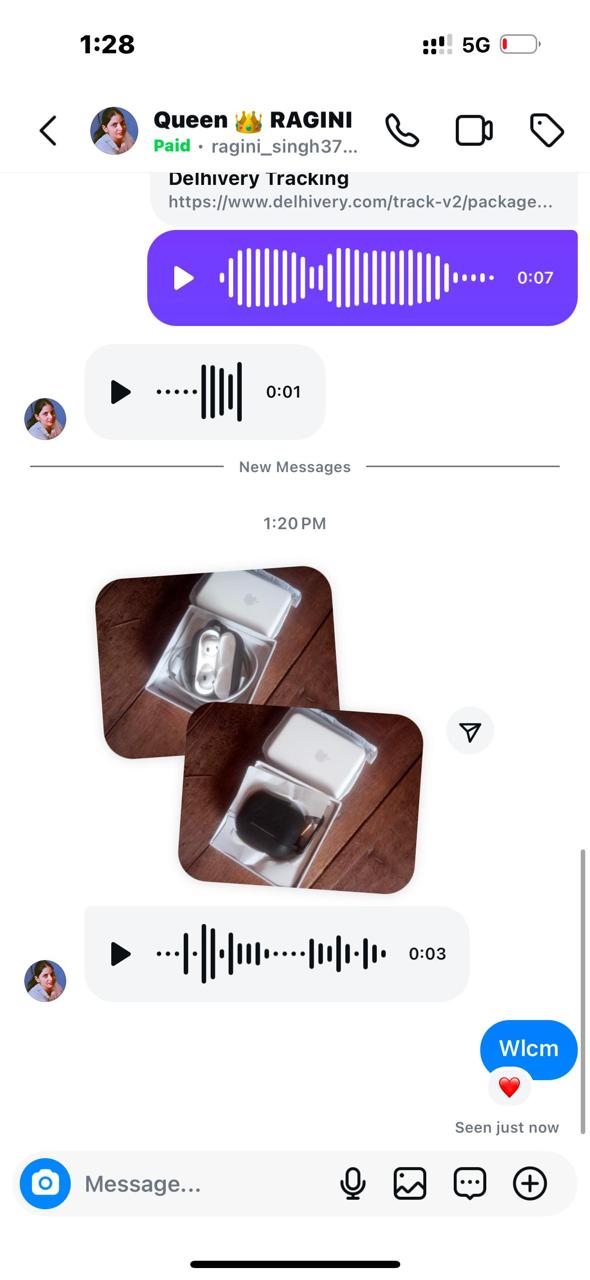 1:28
5G
Queen 👑 RAGINI
Paid • ragini_singh37...
Delhivery Tracking
https://www.delhivery.com/track-v2/package...
0:07
0:01
New Messages
1:20 PM
0:03
Wlcm
Seen just now
Message...